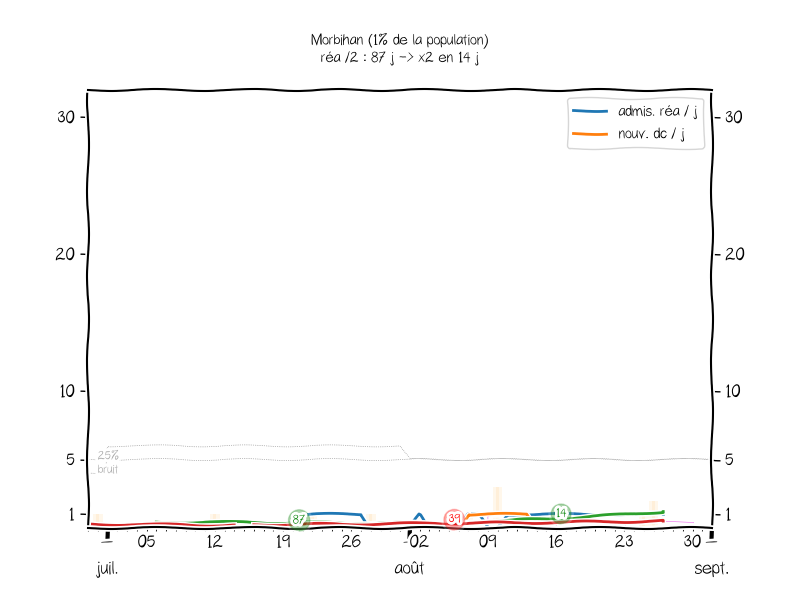 Morbihan (1% de la population)
réa /2 : 87 j -> x2 en 14 j
admis. réa / j
nouv. dc / j
30
30
20
20
10
10
5
5
25%
bruit
1
1
87
39
14
05
12
19
26
02
09
16
23
30
juil.
août
sept.